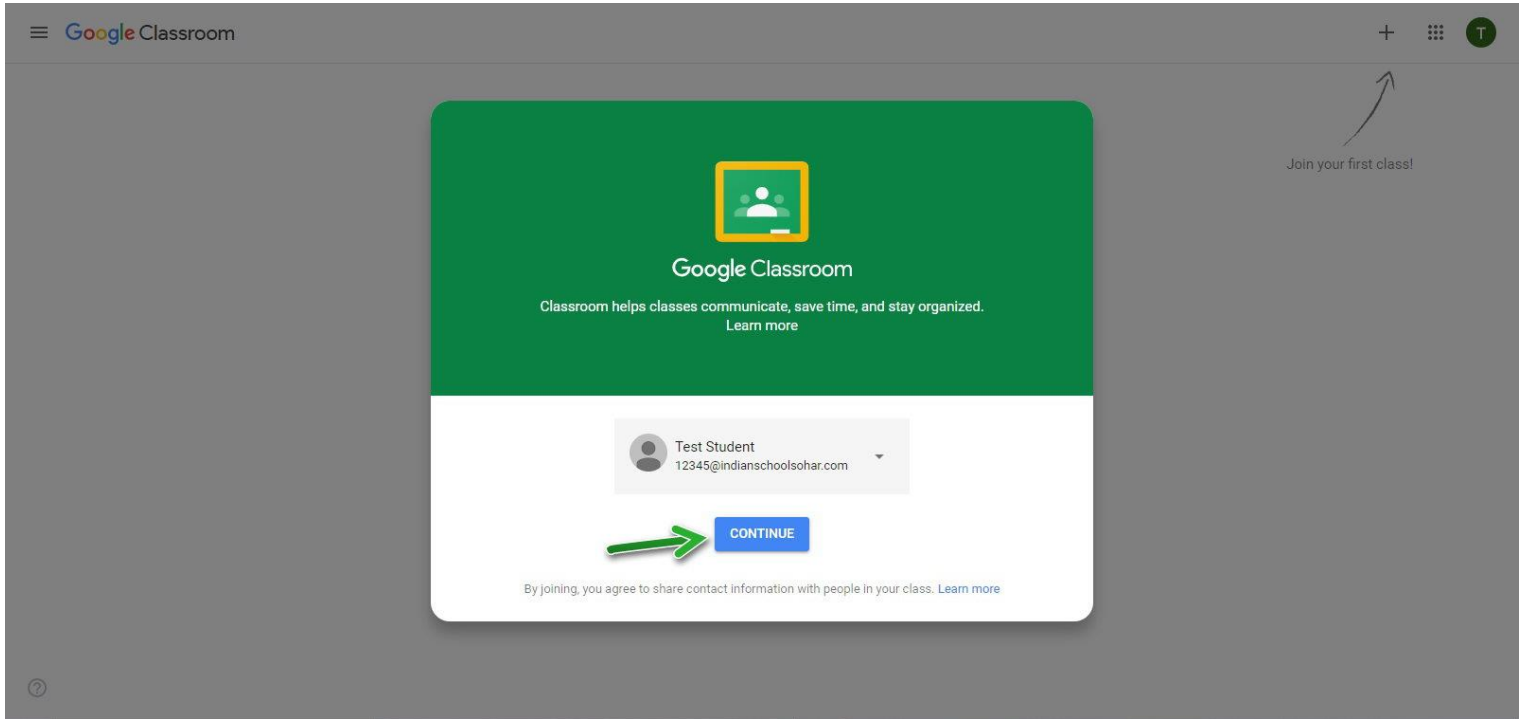 Google Classroom
T
Join your first class!
Google Classroom
Classroom helps classes communicate, save time, and stay organized.
Learn more
Test Student
12345@indianschoolsohar.com
CONTINUE
By joining, you agree to share contact information with people in your class. Learn more
?